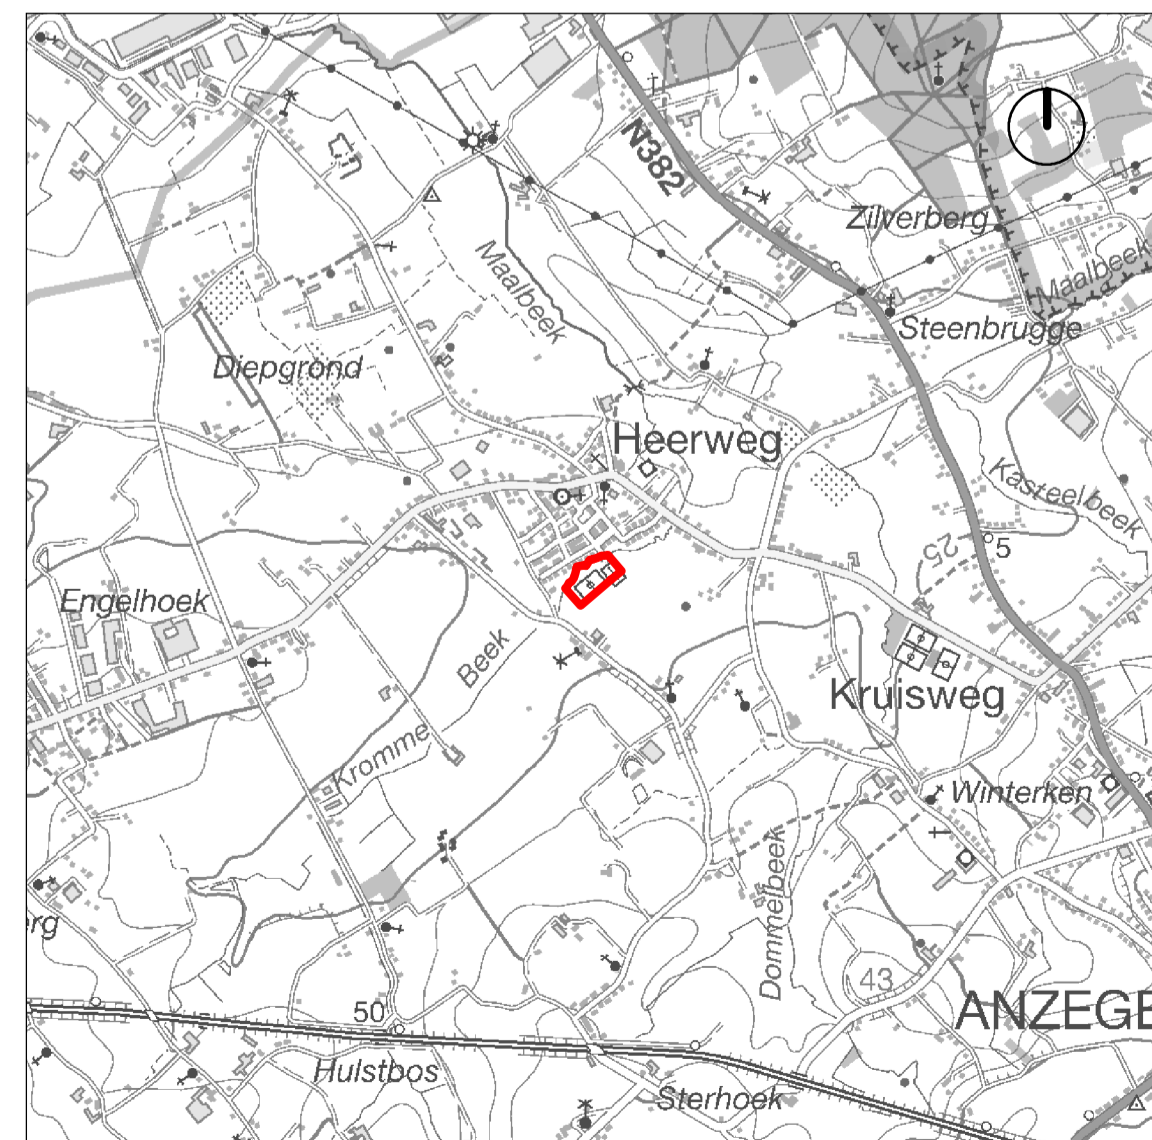 N382
Zilverberg
Maalbeek
Maalbeek
Steenbrugge
Diepgrond
Heerweg
Kasteelbeek
25
5
Engelhoek
Beek
Kruisweg
Kromme
Winterken
Dommelbeek
erg
43
ANZEGE
50
Hulstbos
Sterhoek